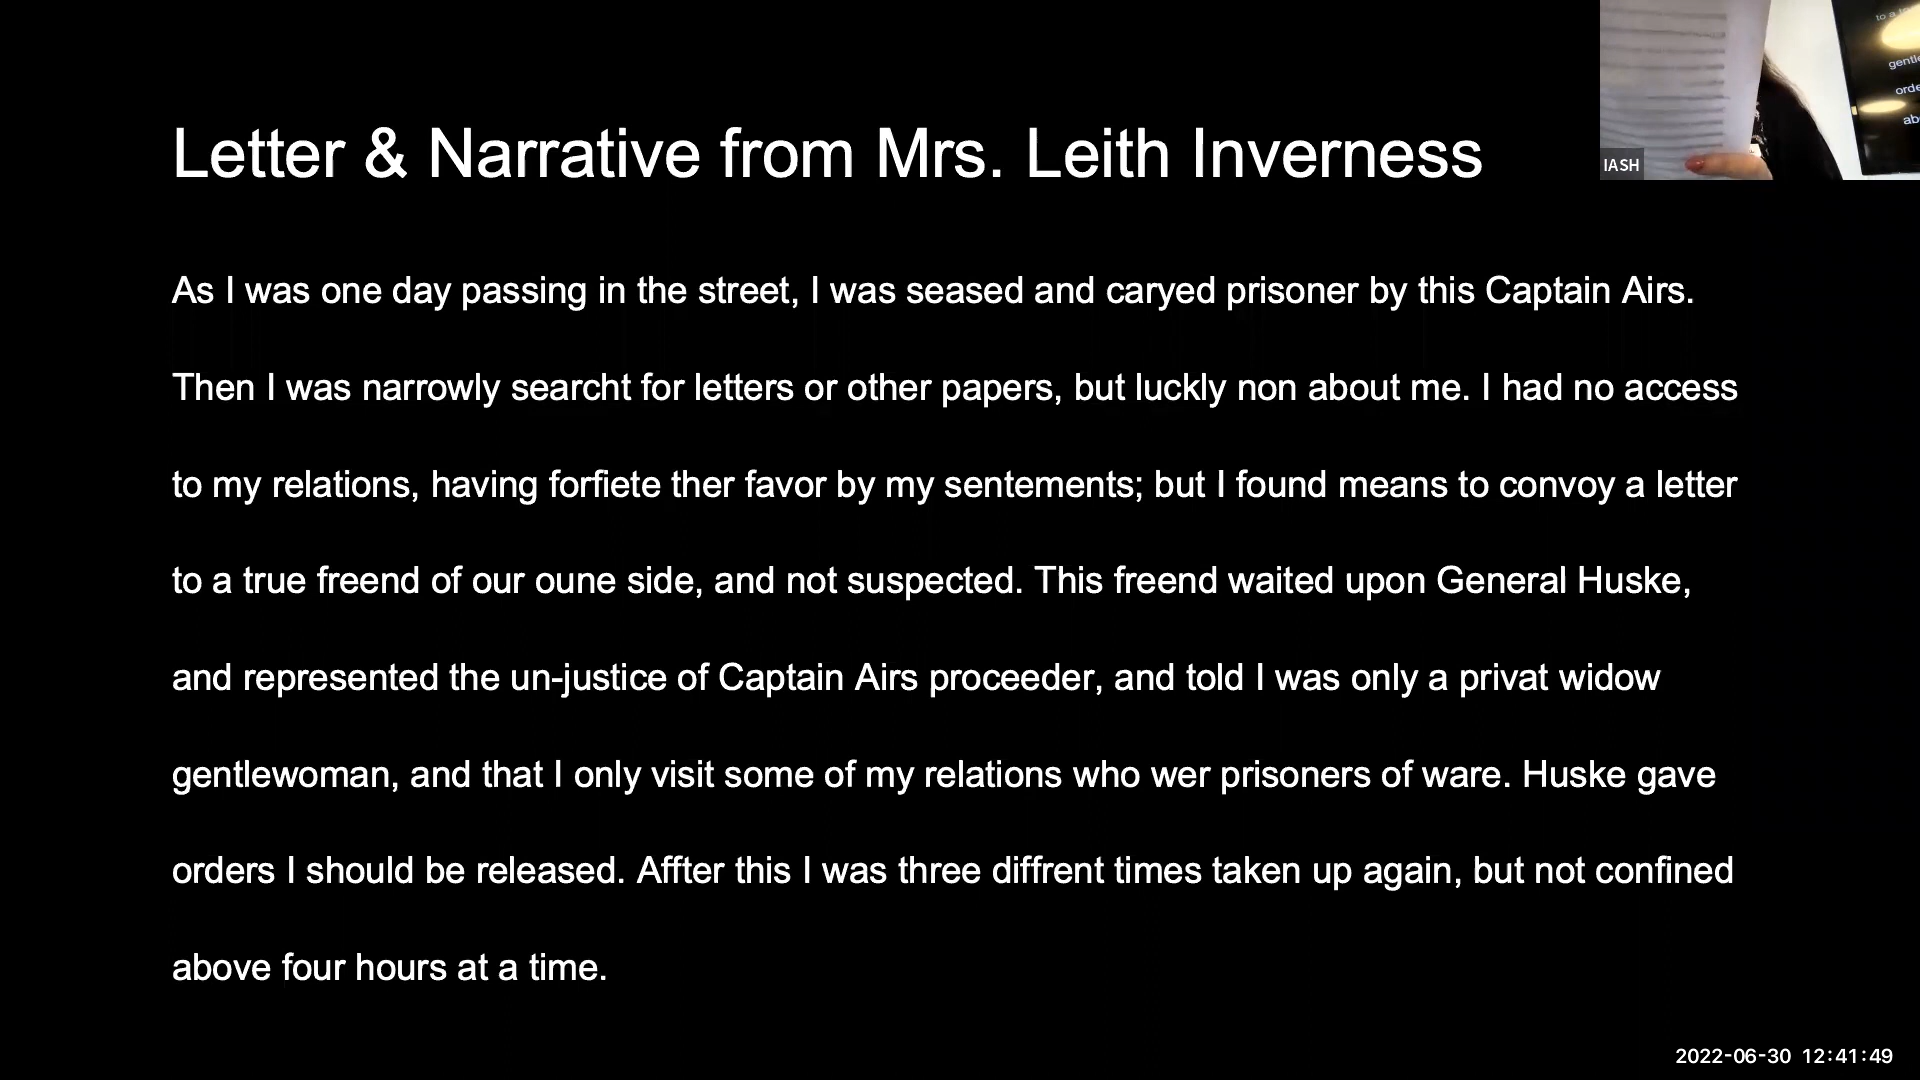 Letter & Narrative from Mrs. Leith Inverness
As I was one day passing in the street, I was seased and caryed prisoner by this Captain Airs.
Then I was narrowly searcht for letters or other papers, but luckly non about me. I had no access
to my relations, having forfiete ther favor by my sentements; but I found means to convoy a letter
to a true freend of our oune side, and not suspected. This freend waited upon General Huske,
and represented the un-justice of Captain Airs proceeder, and told I was only a privat widow
gentlewoman, and that I only visit some of my relations who wer prisoners of ware. Huske gave
orders I should be released. Affter this I was three diffrent times taken up again, but not confined
above four hours at a time.
IASH
to a
gentle
orde
ab
2022-06-30 12:41:49